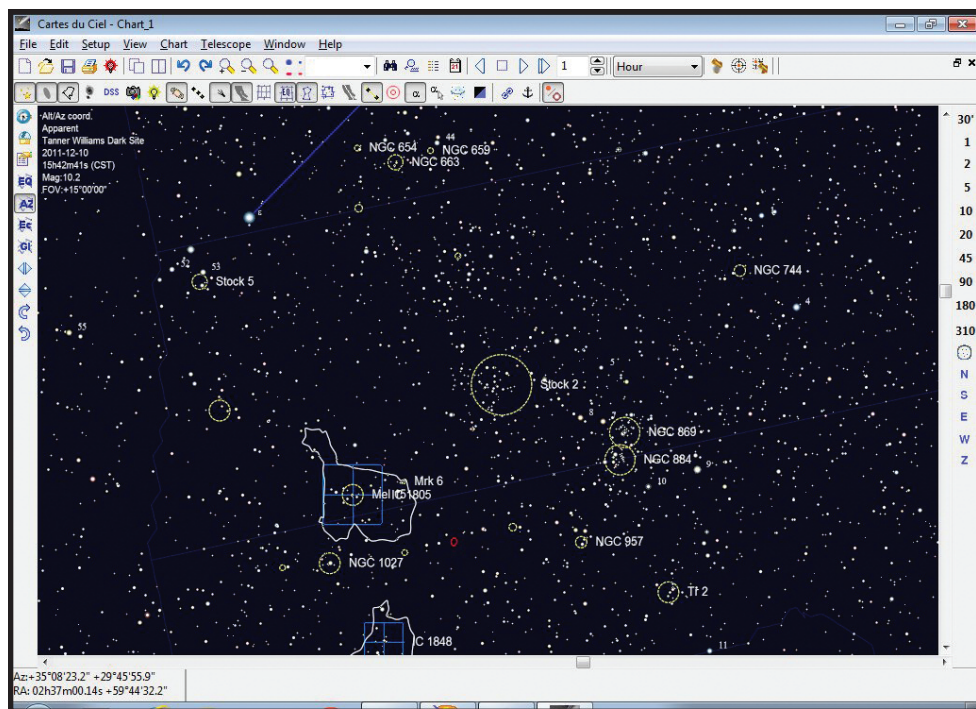 Cartes du Ciel - Chart_1
File Edit Setup View Chart Telescope Window Help
1 Hour
DSS α α
Alt/Az coord.
Apparent
Tanner Williams Dark Site
2011-12-10
15h42m41s (CST)
Mag:10.2
FOV:+15°00'00"
EQ
AZ
Ec
30'
1
2
5
10
20
45
90
180
310
N
S
E
W
Z
44
NGC 654
NGC 659
NGC 663
52
53
Stock 5
NGC 744
4
55
5
Stock 2
8
7
NGC 869
NGC 884
9
10
Mrk 6
1805
NGC 957
NGC 1027
Tr 2
IC 1848
11
Az:+35°08'23.2" +29°45'55.9"
RA: 02h37m00.14s +59°44'32.2"